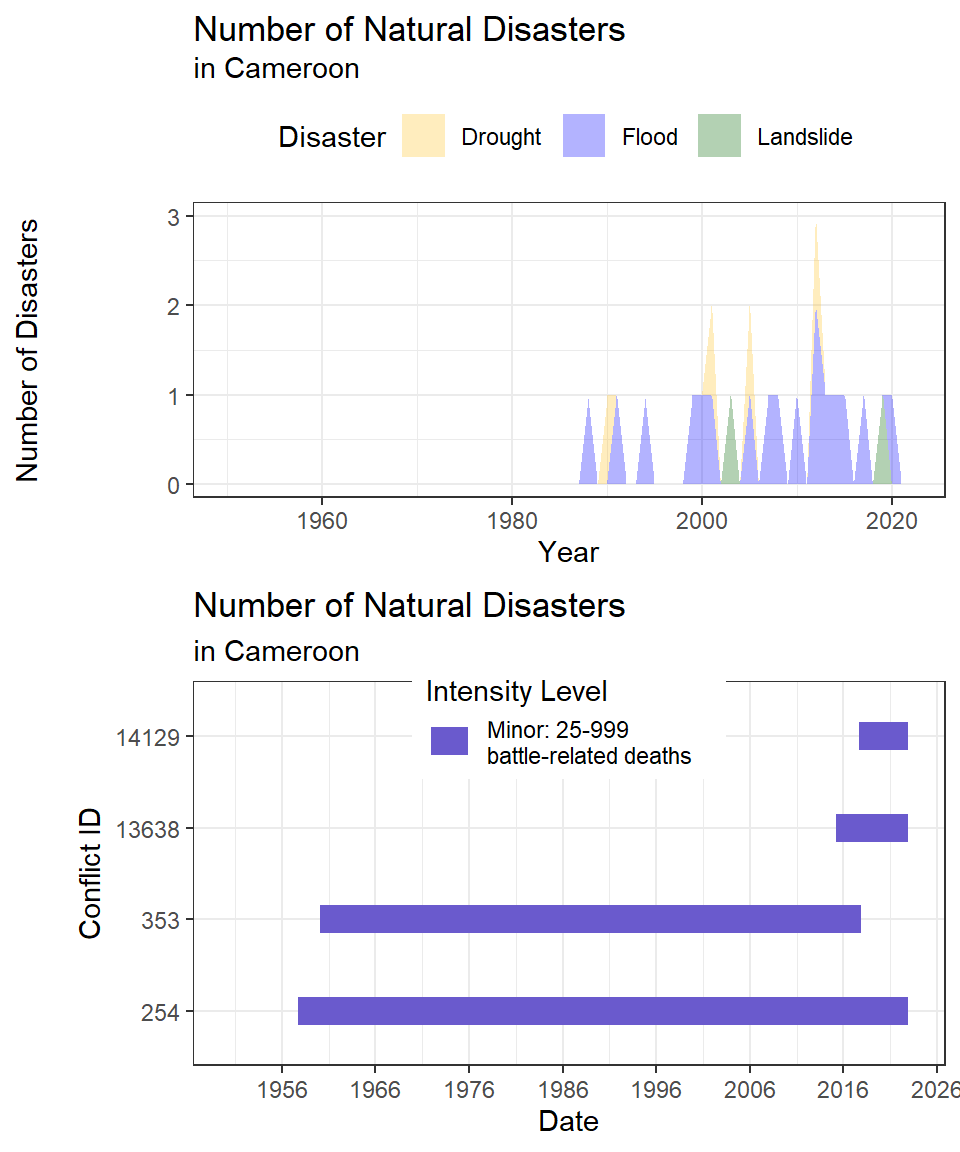 Number of Natural Disasters
in Cameroon
Disaster Drought Flood Landslide
Number of Disasters
3
2
1
0
1960 1980 2000 2020
Year
Number of Natural Disasters
in Cameroon
Intensity Level
Minor: 25-999
battle-related deaths
Conflict ID
14129
13638
353
254
1956 1966 1976 1986 1996 2006 2016 2026
Date